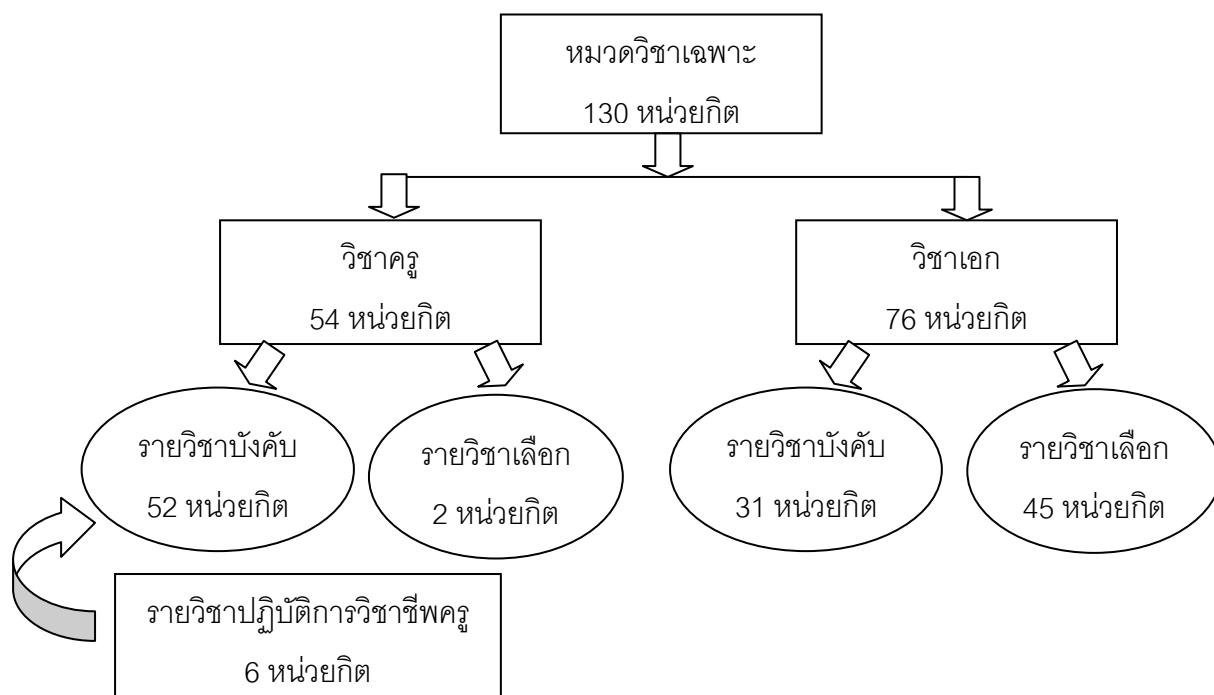 หมวดวิชาเฉพาะ
130 หน่วยกิต
วิชาครู
54 หน่วยกิต
วิชาเอก
76 หน่วยกิต
รายวิชาบังคับ
52 หน่วยกิต
รายวิชาเลือก
2 หน่วยกิต
รายวิชาบังคับ
31 หน่วยกิต
รายวิชาเลือก
45 หน่วยกิต
รายวิชาปฏิบัติการวิชาชีพครู
6 หน่วยกิต